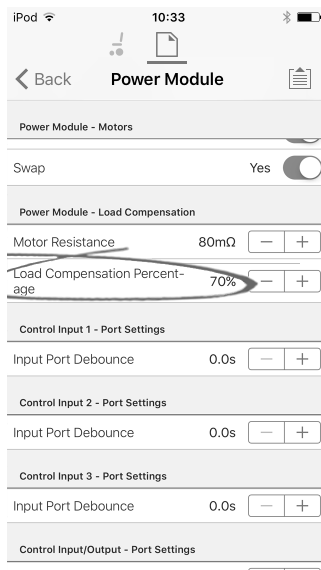 iPod 10:33
Back Power Module
Power Module - Motors
Swap Yes
Power Module - Load Compensation
Motor Resistance 80mΩ − +
Load Compensation Percent-
age 70% − +
Control Input 1 - Port Settings
Input Port Debounce 0.0s − +
Control Input 2 - Port Settings
Input Port Debounce 0.0s − +
Control Input 3 - Port Settings
Input Port Debounce 0.0s − +
Control Input/Output - Port Settings